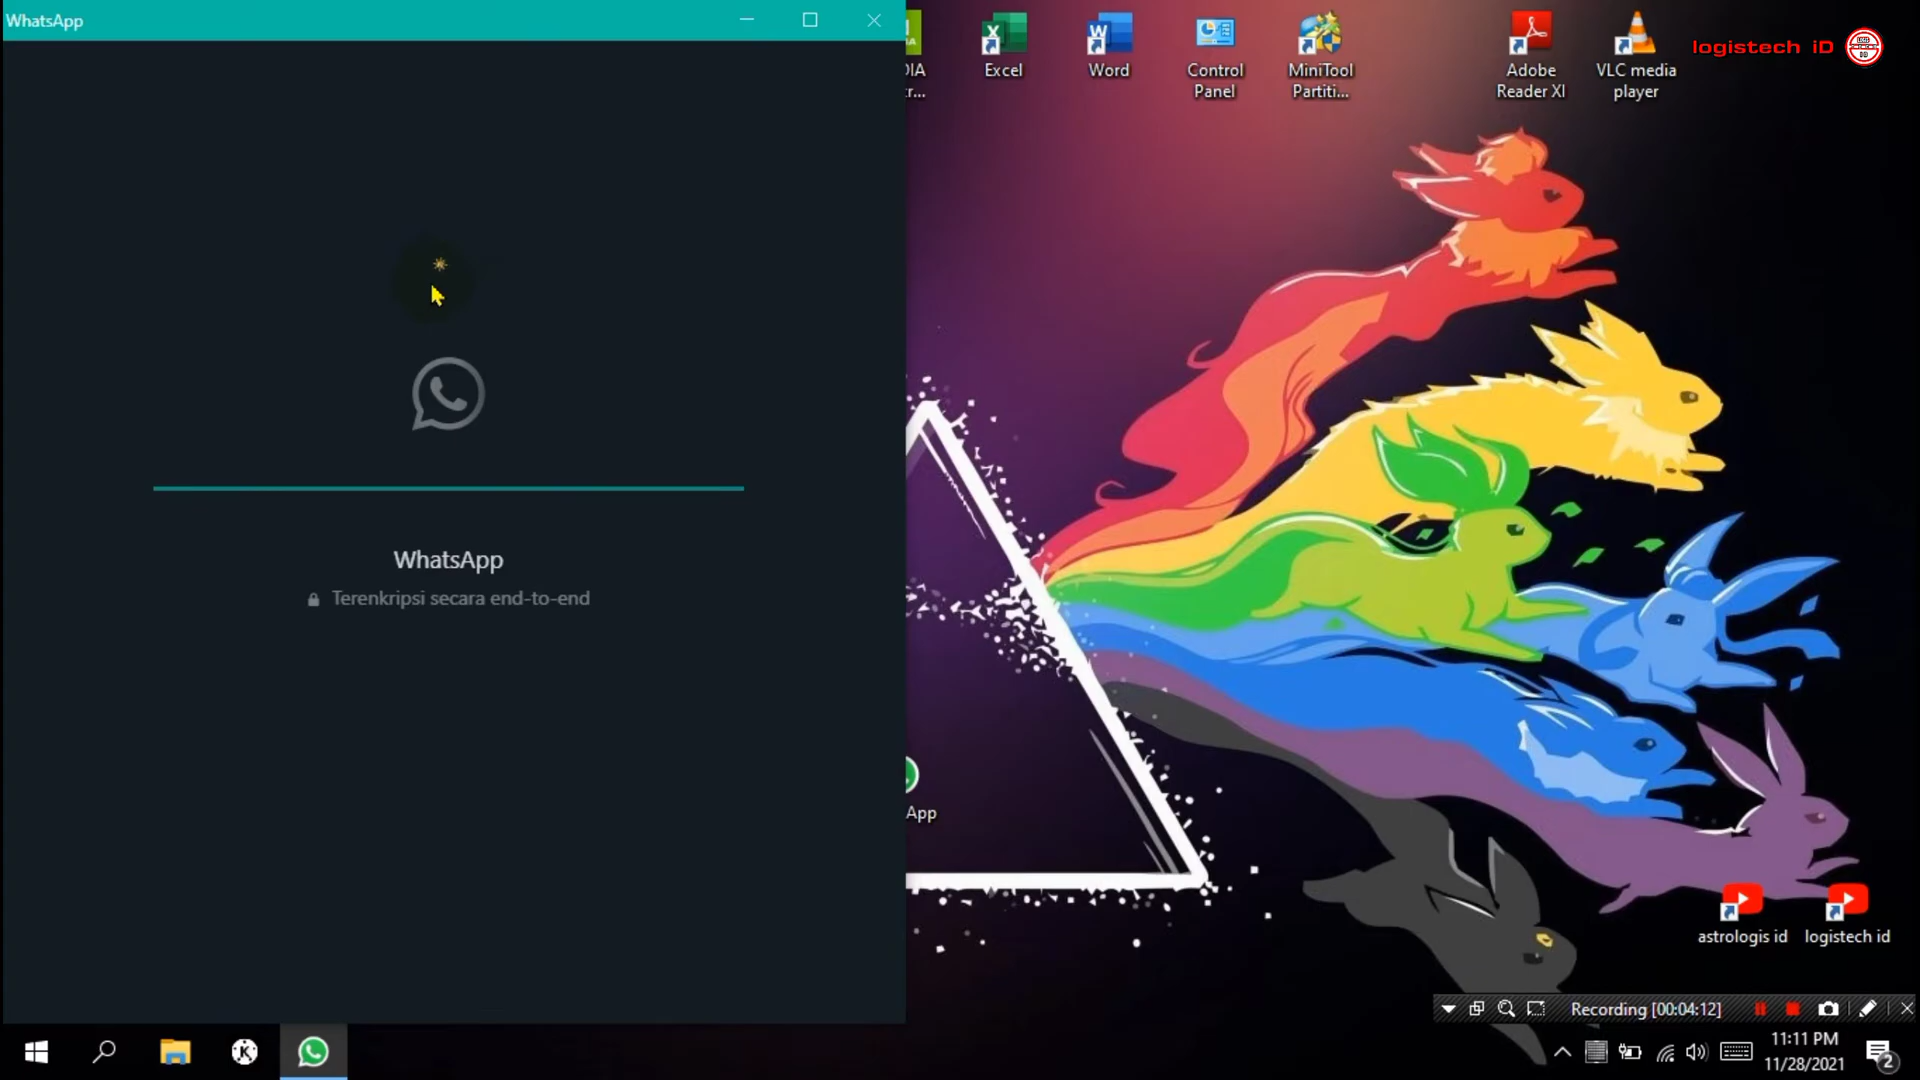 WhatsApp
WhatsApp
Terenkripsi secara end-to-end
Excel
Word
Control
Panel
MiniTool
Partiti...
Adobe
Reader XI
VLC media
player
logistech iD
App
astrologis id
logistech id
Recording [00:04:12]
11:11 PM
11/28/2021
2